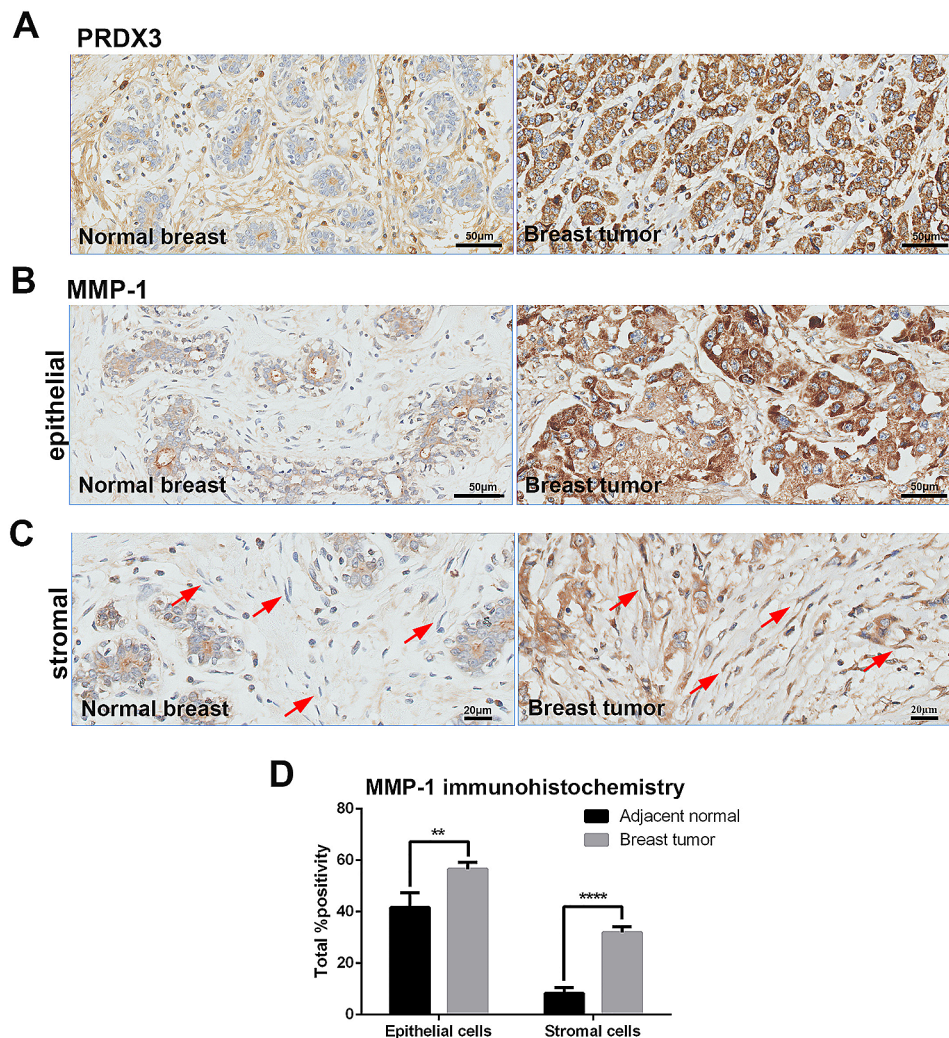 A
PRDX3
Normal breast
50µm
Breast tumor
50µm
B
MMP-1
epithelial
Normal breast
50µm
Breast tumor
50µm
C
stromal
Normal breast
20µm
Breast tumor
20µm
D
MMP-1 immunohistochemistry
Total %positivity
80
60
40
20
0
**
****
Adjacent normal
Breast tumor
Epithelial cells
Stromal cells